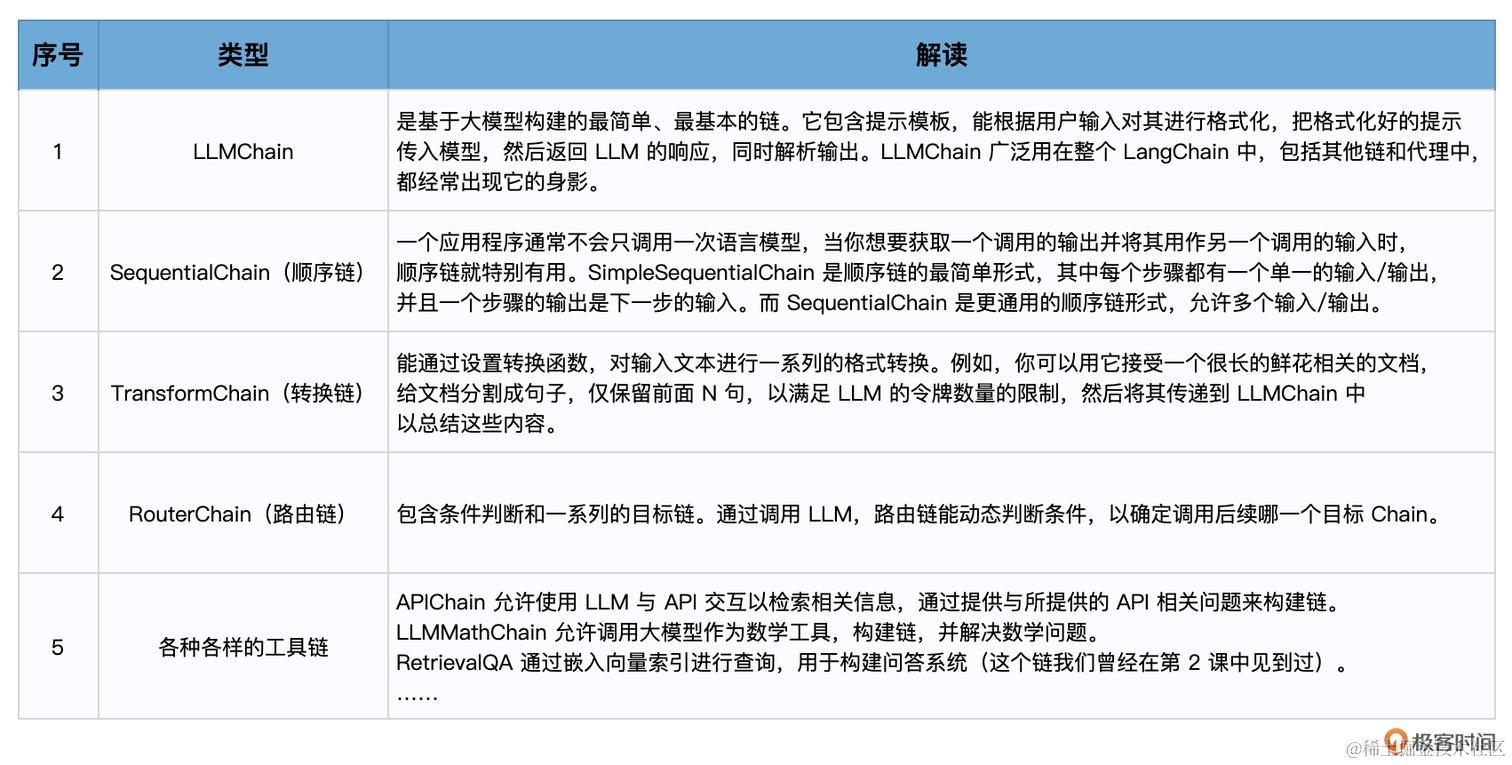 序号 类型 解读
1 LLMChain 是基于大模型构建的最简单、最基本的链。它包含提示模板，能根据用户输入对其进行格式化，把格式化好的提示
传入模型，然后返回 LLM 的响应，同时解析输出。LLMChain 广泛用在整个 LangChain 中，包括其他链和代理中，
都经常出现它的身影。
2 SequentialChain（顺序链） 一个应用程序通常不会只调用一次语言模型，当你想要获取一个调用的输出并将其用作另一个调用的输入时，
顺序链就特别有用。SimpleSequentialChain 是顺序链的最简单形式，其中每个步骤都有一个单一的输入/输出，
并且一个步骤的输出是下一步的输入。而 SequentialChain 是更通用的顺序链形式，允许多个输入/输出。
3 TransformChain（转换链） 能通过设置转换函数，对输入文本进行一系列的格式转换。例如，你可以用它接受一个很长的鲜花相关的文档，
给文档分割成句子，仅保留前面 N 句，以满足 LLM 的令牌数量的限制，然后将其传递到 LLMChain 中
以总结这些内容。
4 RouterChain（路由链） 包含条件判断和一系列的目标链。通过调用 LLM，路由链能动态判断条件，以确定调用后续哪一个目标 Chain。
5 各种各样的工具链 APIChain 允许使用 LLM 与 API 交互以检索相关信息，通过提供与所提供的 API 相关问题来构建链。
LLMMathChain 允许调用大模型作为数学工具，构建链，并解决数学问题。
RetrievalQA 通过嵌入向量索引进行查询，用于构建问答系统（这个链我们曾经在第 2 课中见到过）。
……
极客时间
@稀土掘金技术社区